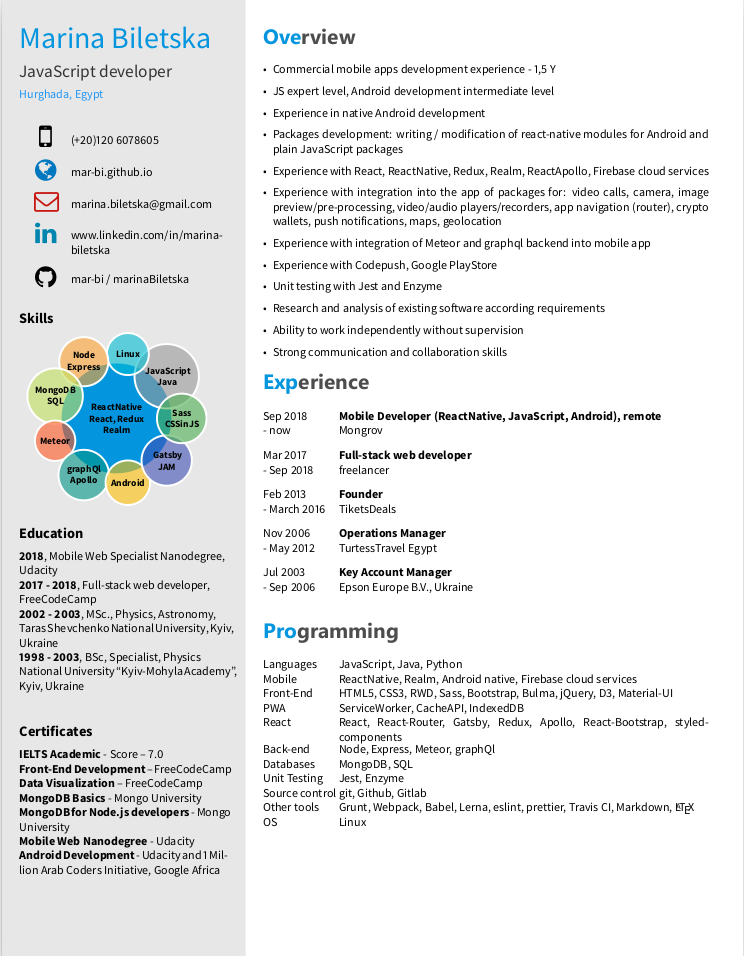 Marina Biletska
JavaScript developer
Hurghada, Egypt
(+20)120 6078605
mar-bi.github.io
marina.biletska@gmail.com
www.linkedin.com/in/marina-
biletska
mar-bi / marinaBiletska
Skills
Node
Express
Linux
JavaScript
Java
MongoDB
SQL
ReactNative
React, Redux
Realm
Sass
CSSinJS
Meteor
Gatsby
JAM
graphQl
Apollo
Android
Education
2018, Mobile Web Specialist Nanodegree,
Udacity
2017 - 2018, Full-stack web developer,
FreeCodeCamp
2002 - 2003, MSc., Physics, Astronomy,
Taras Shevchenko National University, Kyiv,
Ukraine
1998 - 2003, BSc, Specialist, Physics
National University “Kyiv-Mohyla Academy”,
Kyiv, Ukraine
Certificates
IELTS Academic - Score – 7.0
Front-End Development – FreeCodeCamp
Data Visualization – FreeCodeCamp
MongoDB Basics - Mongo University
MongoDB for Node.js developers - Mongo
University
Mobile Web Nanodegree - Udacity
Android Development - Udacity and 1 Mil-
lion Arab Coders Initiative, Google Africa
Overview
• Commercial mobile apps development experience - 1,5 Y
• JS expert level, Android development intermediate level
• Experience in native Android development
• Packages development: writing / modification of react-native modules for Android and
plain JavaScript packages
• Experience with React, ReactNative, Redux, Realm, ReactApollo, Firebase cloud services
• Experience with integration into the app of packages for: video calls, camera, image
preview/pre-processing, video/audio players/recorders, app navigation (router), crypto
wallets, push notifications, maps, geolocation
• Experience with integration of Meteor and graphql backend into mobile app
• Experience with Codepush, Google PlayStore
• Unit testing with Jest and Enzyme
• Research and analysis of existing software according requirements
• Ability to work independently without supervision
• Strong communication and collaboration skills
Experience
Sep 2018 Mobile Developer (ReactNative, JavaScript, Android), remote
- now Mongrov
Mar 2017 Full-stack web developer
- Sep 2018 freelancer
Feb 2013 Founder
- March 2016 TiketsDeals
Nov 2006 Operations Manager
- May 2012 TurtessTravel Egypt
Jul 2003 Key Account Manager
- Sep 2006 Epson Europe B.V., Ukraine
Programming
Languages JavaScript, Java, Python
Mobile ReactNative, Realm, Android native, Firebase cloud services
Front-End HTML5, CSS3, RWD, Sass, Bootstrap, Bulma, jQuery, D3, Material-UI
PWA ServiceWorker, CacheAPI, IndexedDB
React React, React-Router, Gatsby, Redux, Apollo, React-Bootstrap, styled-
components
Back-end Node, Express, Meteor, graphQl
Databases MongoDB, SQL
Unit Testing Jest, Enzyme
Source control git, Github, Gitlab
Other tools Grunt, Webpack, Babel, Lerna, eslint, prettier, Travis CI, Markdown, LATEX
OS Linux